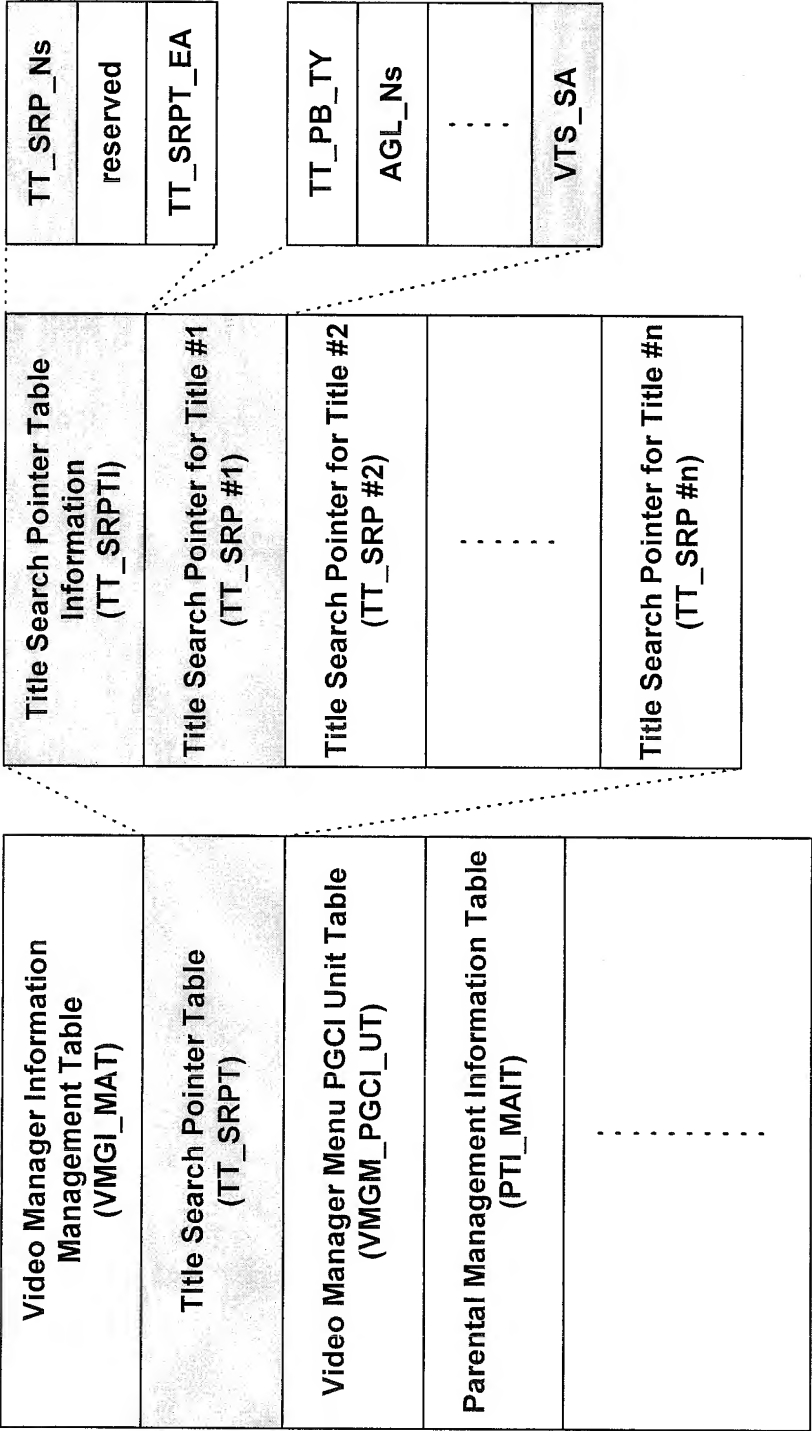 Video Manager Information
Management Table
(VMGI_MAT)
Title Search Pointer Table
(TT_SRPT)
Video Manager Menu PGCI Unit Table
(VMGM_PGCI_UT)
Parental Management Information Table
(PTI_MAIT)
. . . . . . . . .
Title Search Pointer Table
Information
(TT_SRPTI)
Title Search Pointer for Title #1
(TT_SRP #1)
Title Search Pointer for Title #2
(TT_SRP #2)
. . . . . .
Title Search Pointer for Title #n
(TT_SRP #n)
TT_SRP_Ns
reserved
TT_SRPT_EA
TT_PB_TY
AGL_Ns
. . . .
VTS_SA